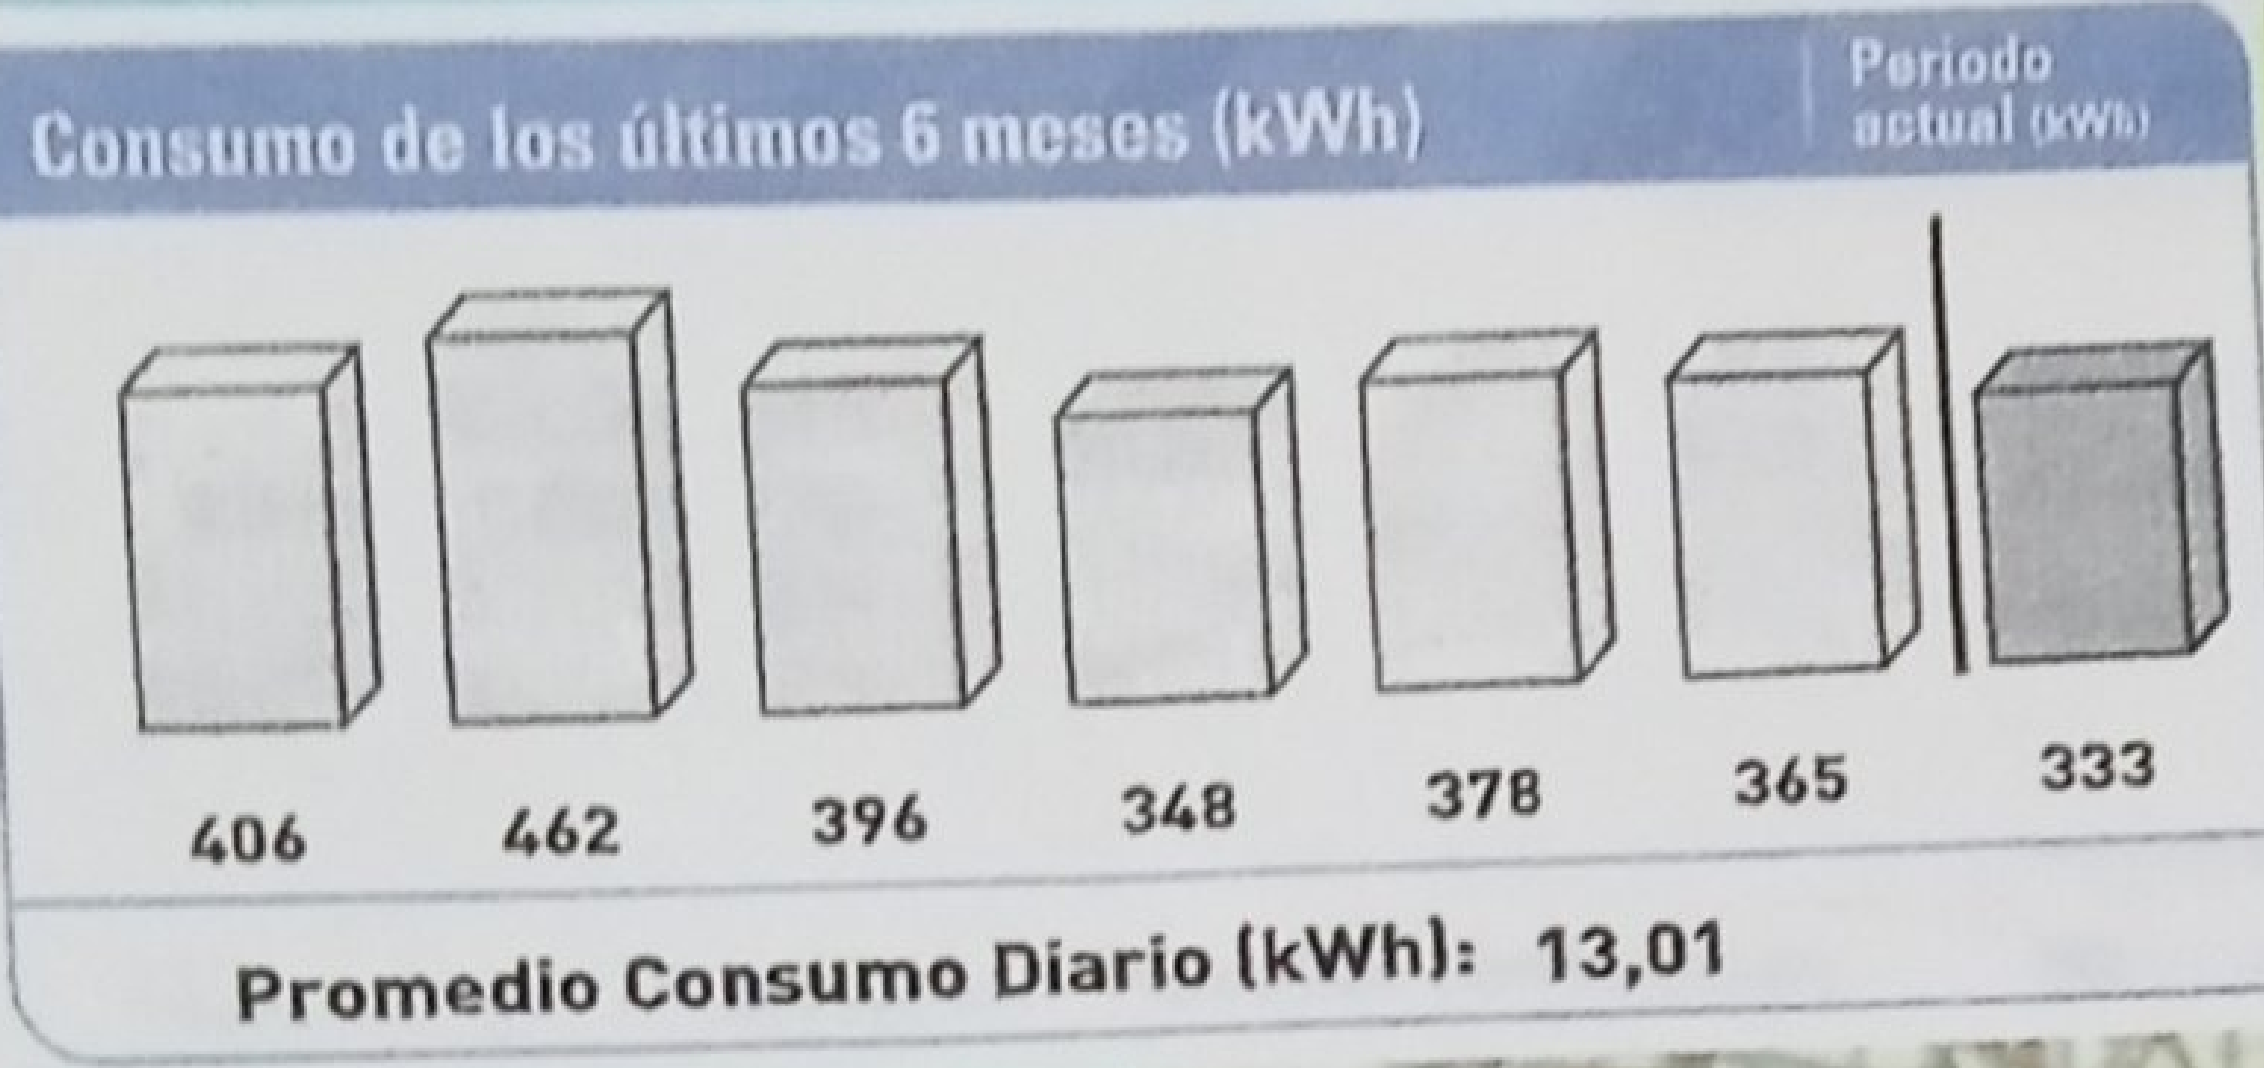 Consumo de los últimos 6 meses (kWh)
Periodo
actual (kWh)
406 462 396 348 378 365 333
Promedio Consumo Diario (kWh): 13,01